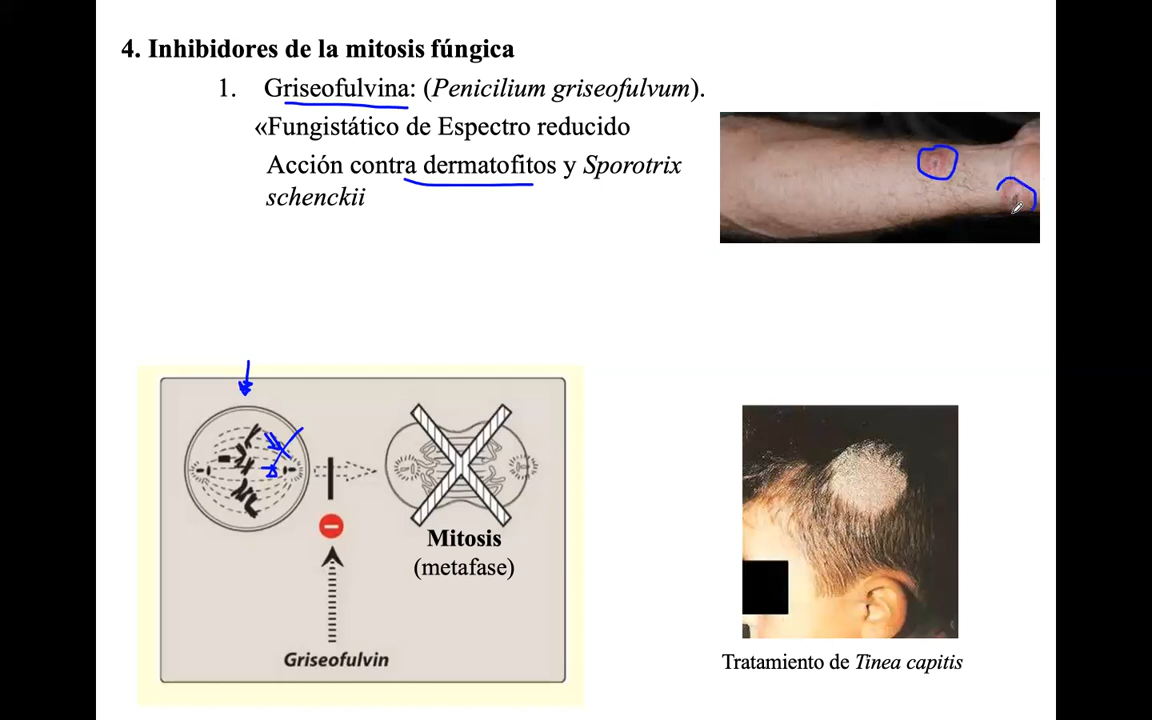 4. Inhibidores de la mitosis fúngica
1. Griseofulvina: (Penicilium griseofulvum).
«Fungistático de Espectro reducido
Acción contra dermatofitos y Sporotrix
schenckii
Mitosis
(metafase)
Griseofulvin
Tratamiento de Tinea capitis